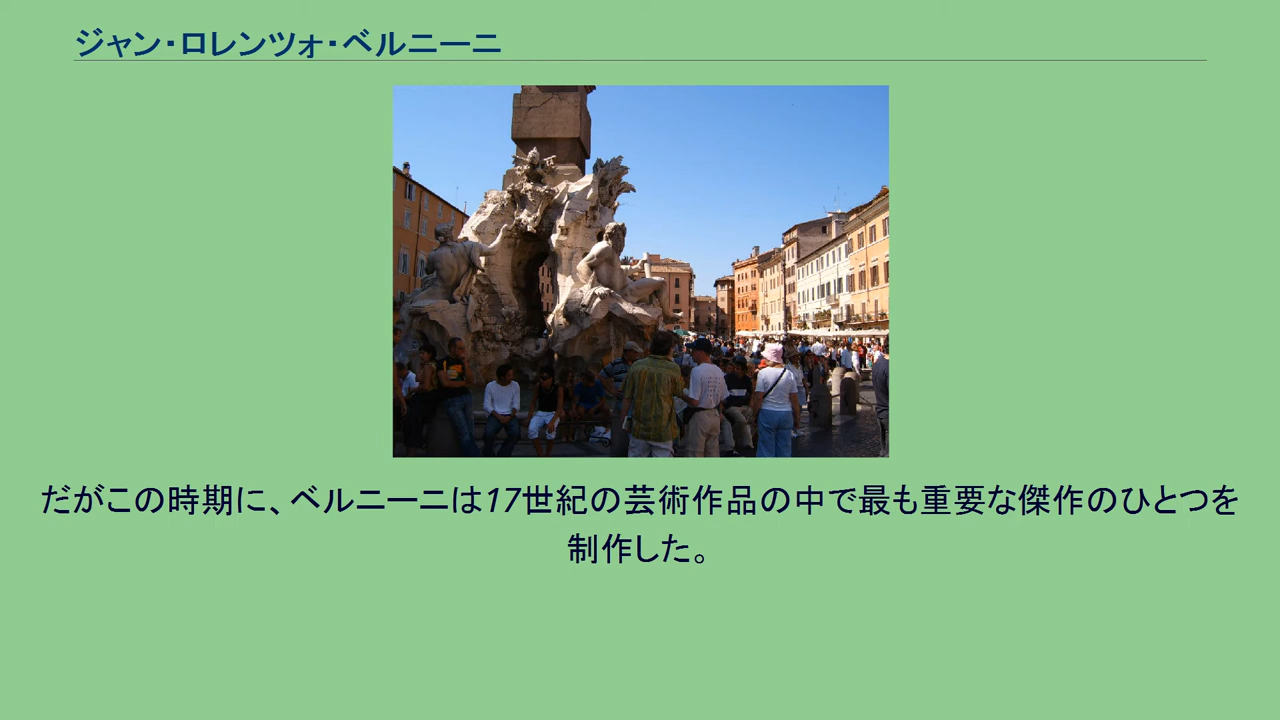 ジャン・ロレンツォ・ベルニーニ
だがこの時期に、ベルニーニは17世紀の芸術作品の中で最も重要な傑作のひとつを
制作した。